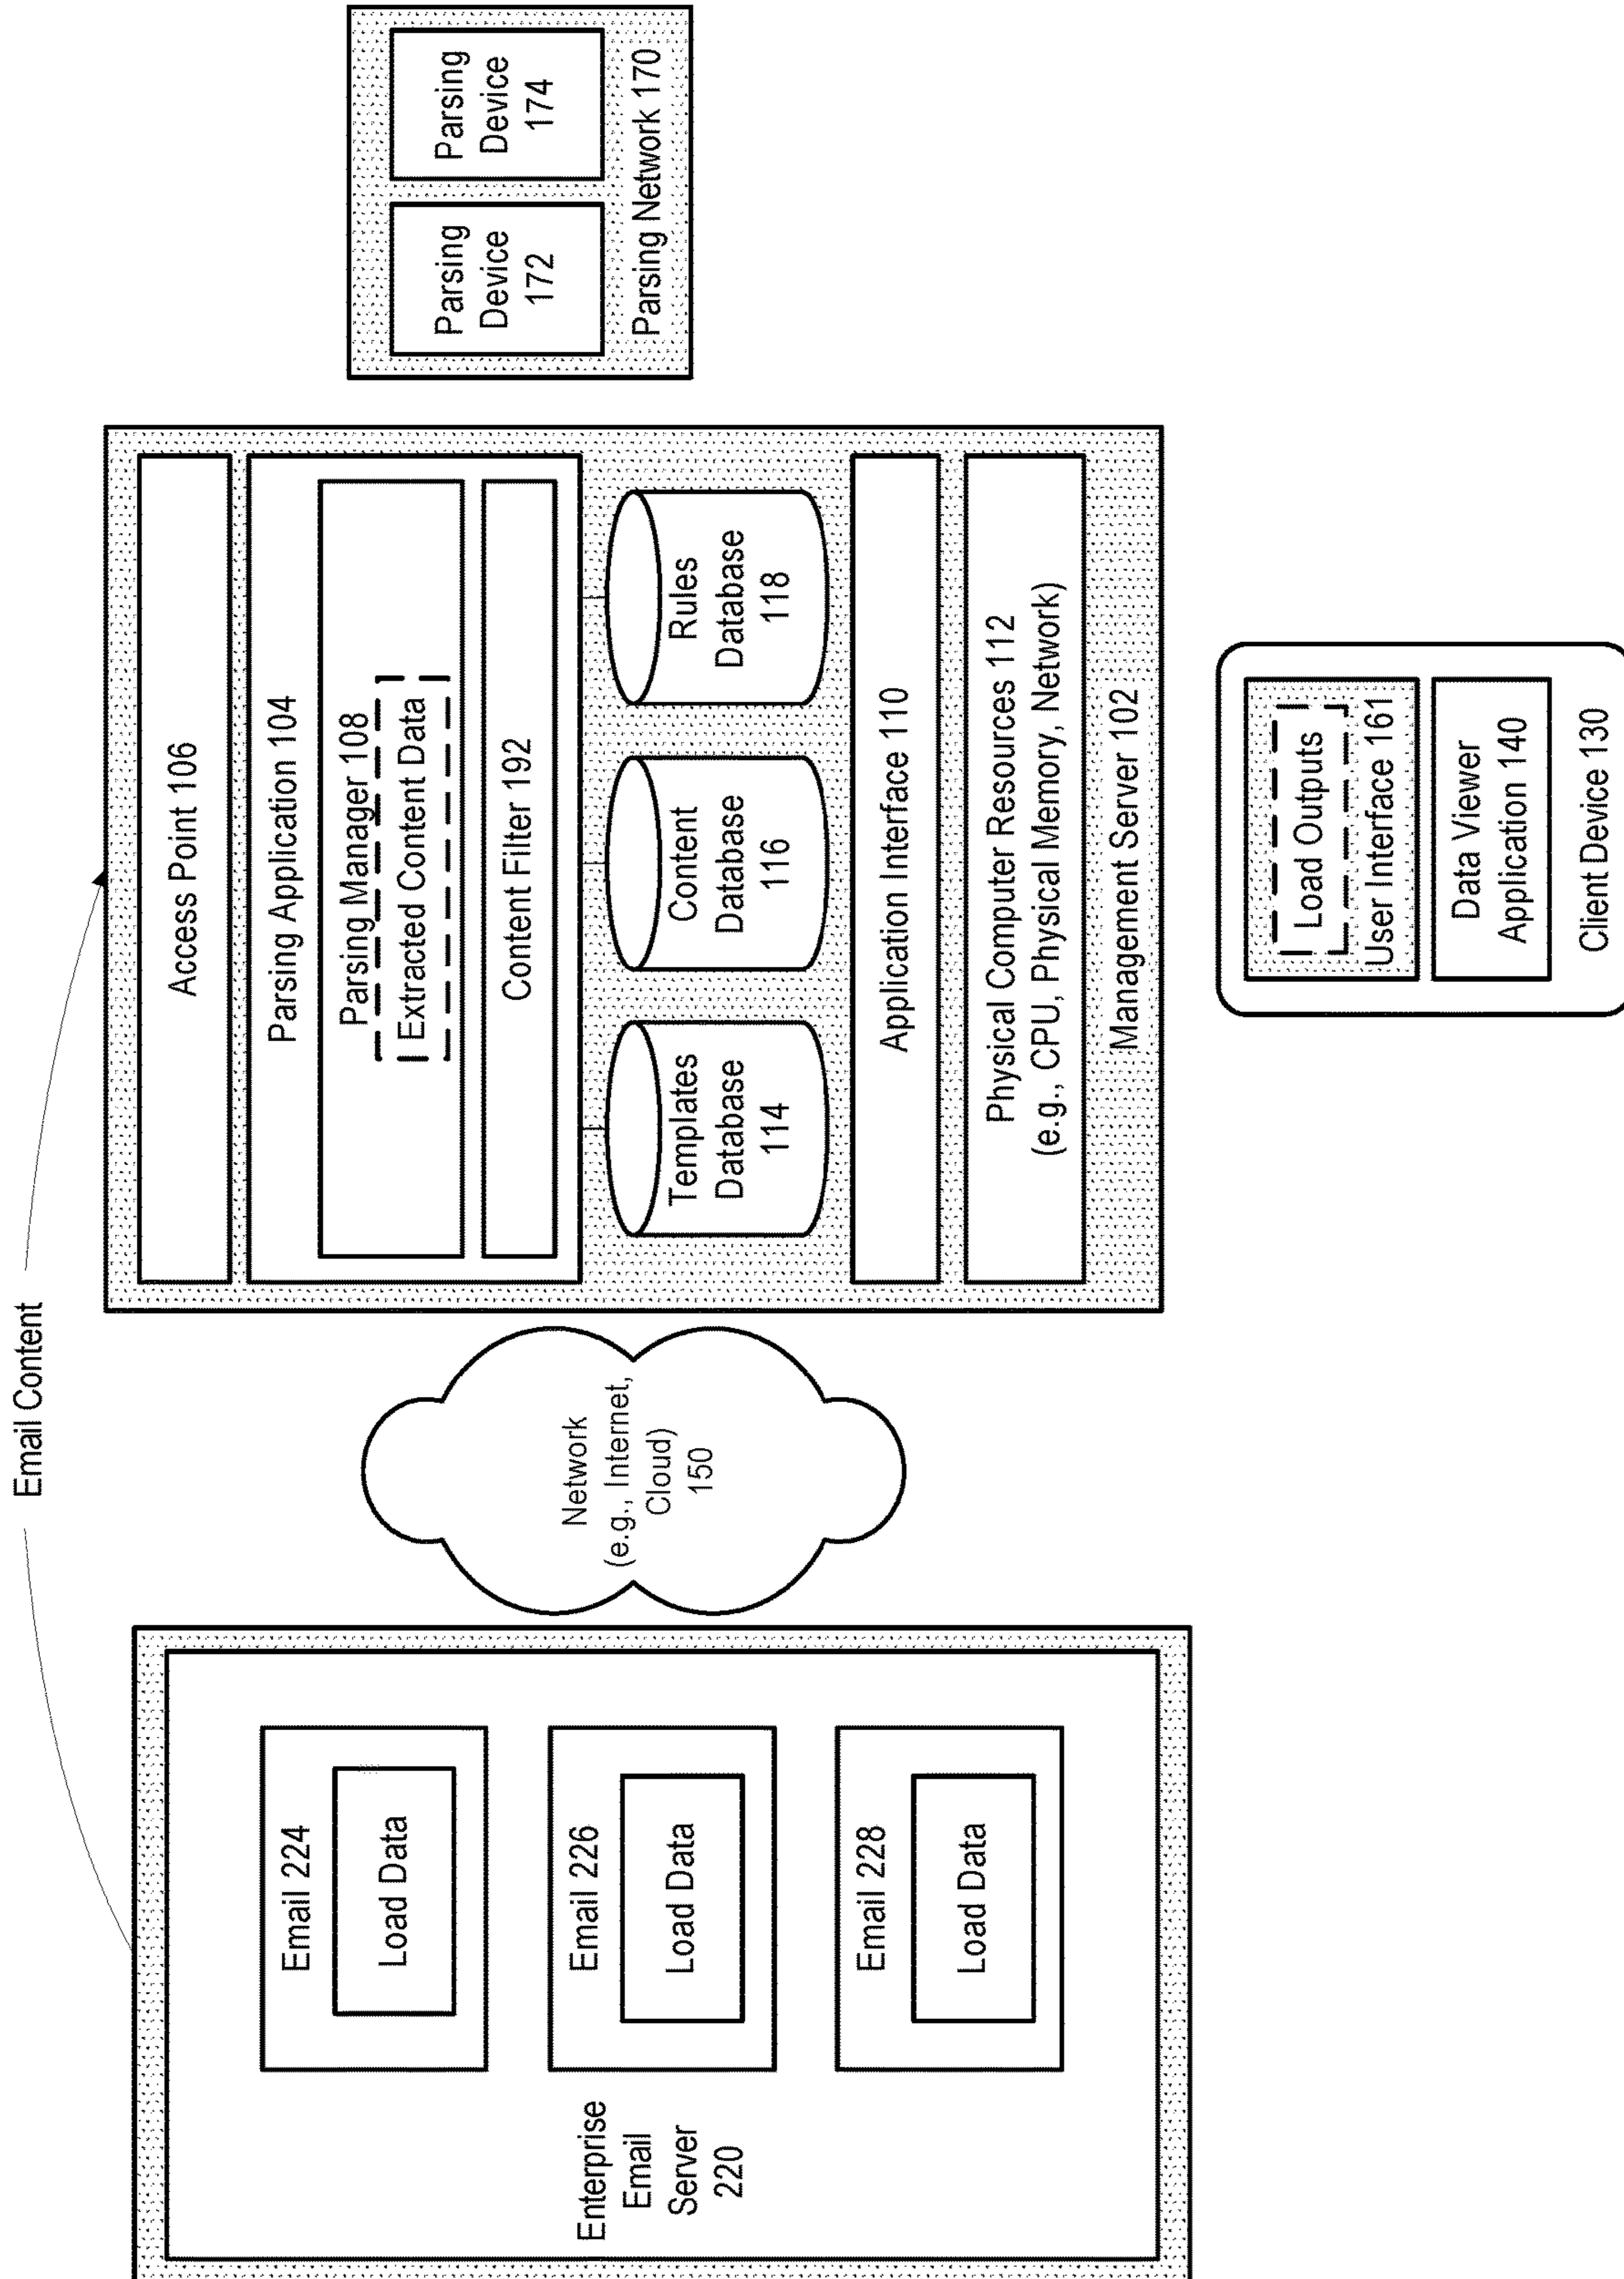 Email Content
Enterprise
Email
Server
220
Email 224
Load Data
Email 226
Load Data
Email 228
Load Data
Network
(e.g., Internet,
Cloud)
150
Access Point 106
Parsing Application 104
Parsing Manager 108
Extracted Content Data
Content Filter 192
Templates
Database
114
Content
Database
116
Rules
Database
118
Application Interface 110
Physical Computer Resources 112
(e.g., CPU, Physical Memory, Network)
Management Server 102
Parsing
Device
172
Parsing
Device
174
Parsing Network 170
Load Outputs
User Interface 161
Data Viewer
Application 140
Client Device 130